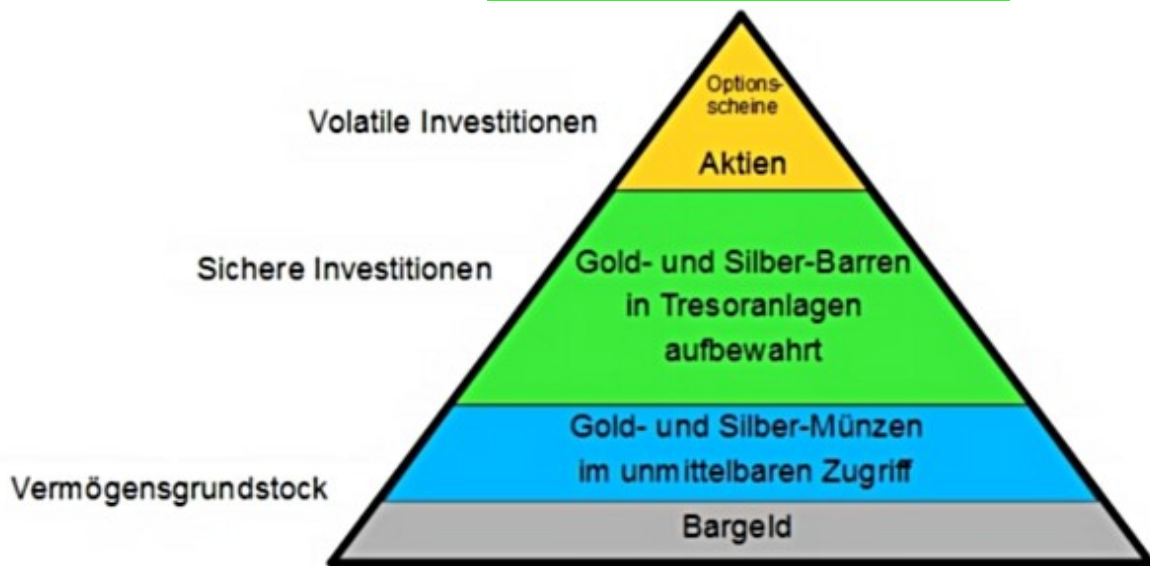 Options-
scheine
Volatile Investitionen
Aktien
Gold- und Silber-Barren
Sichere Investitionen
in Tresoranlagen
aufbewahrt
Gold- und Silber-Münzen
im unmittelbaren Zugriff
Vermögensgrundstock
Bargeld